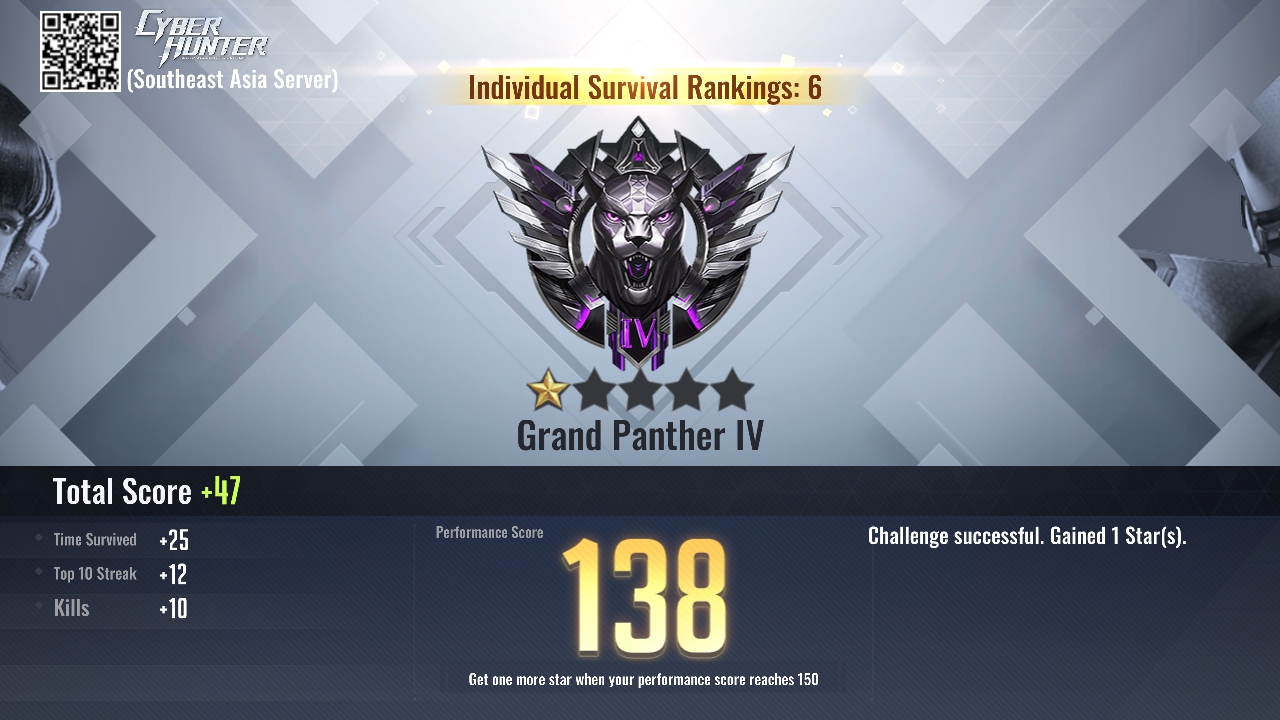 CYBER
HUNTER
(Southeast Asia Server)
Individual Survival Rankings: 6
IV
Grand Panther IV
Total Score +47
Time Survived +25
Top 10 Streak +12
Kills +10
Performance Score
138
Get one more star when your performance score reaches 150
Challenge successful. Gained 1 Star(s).